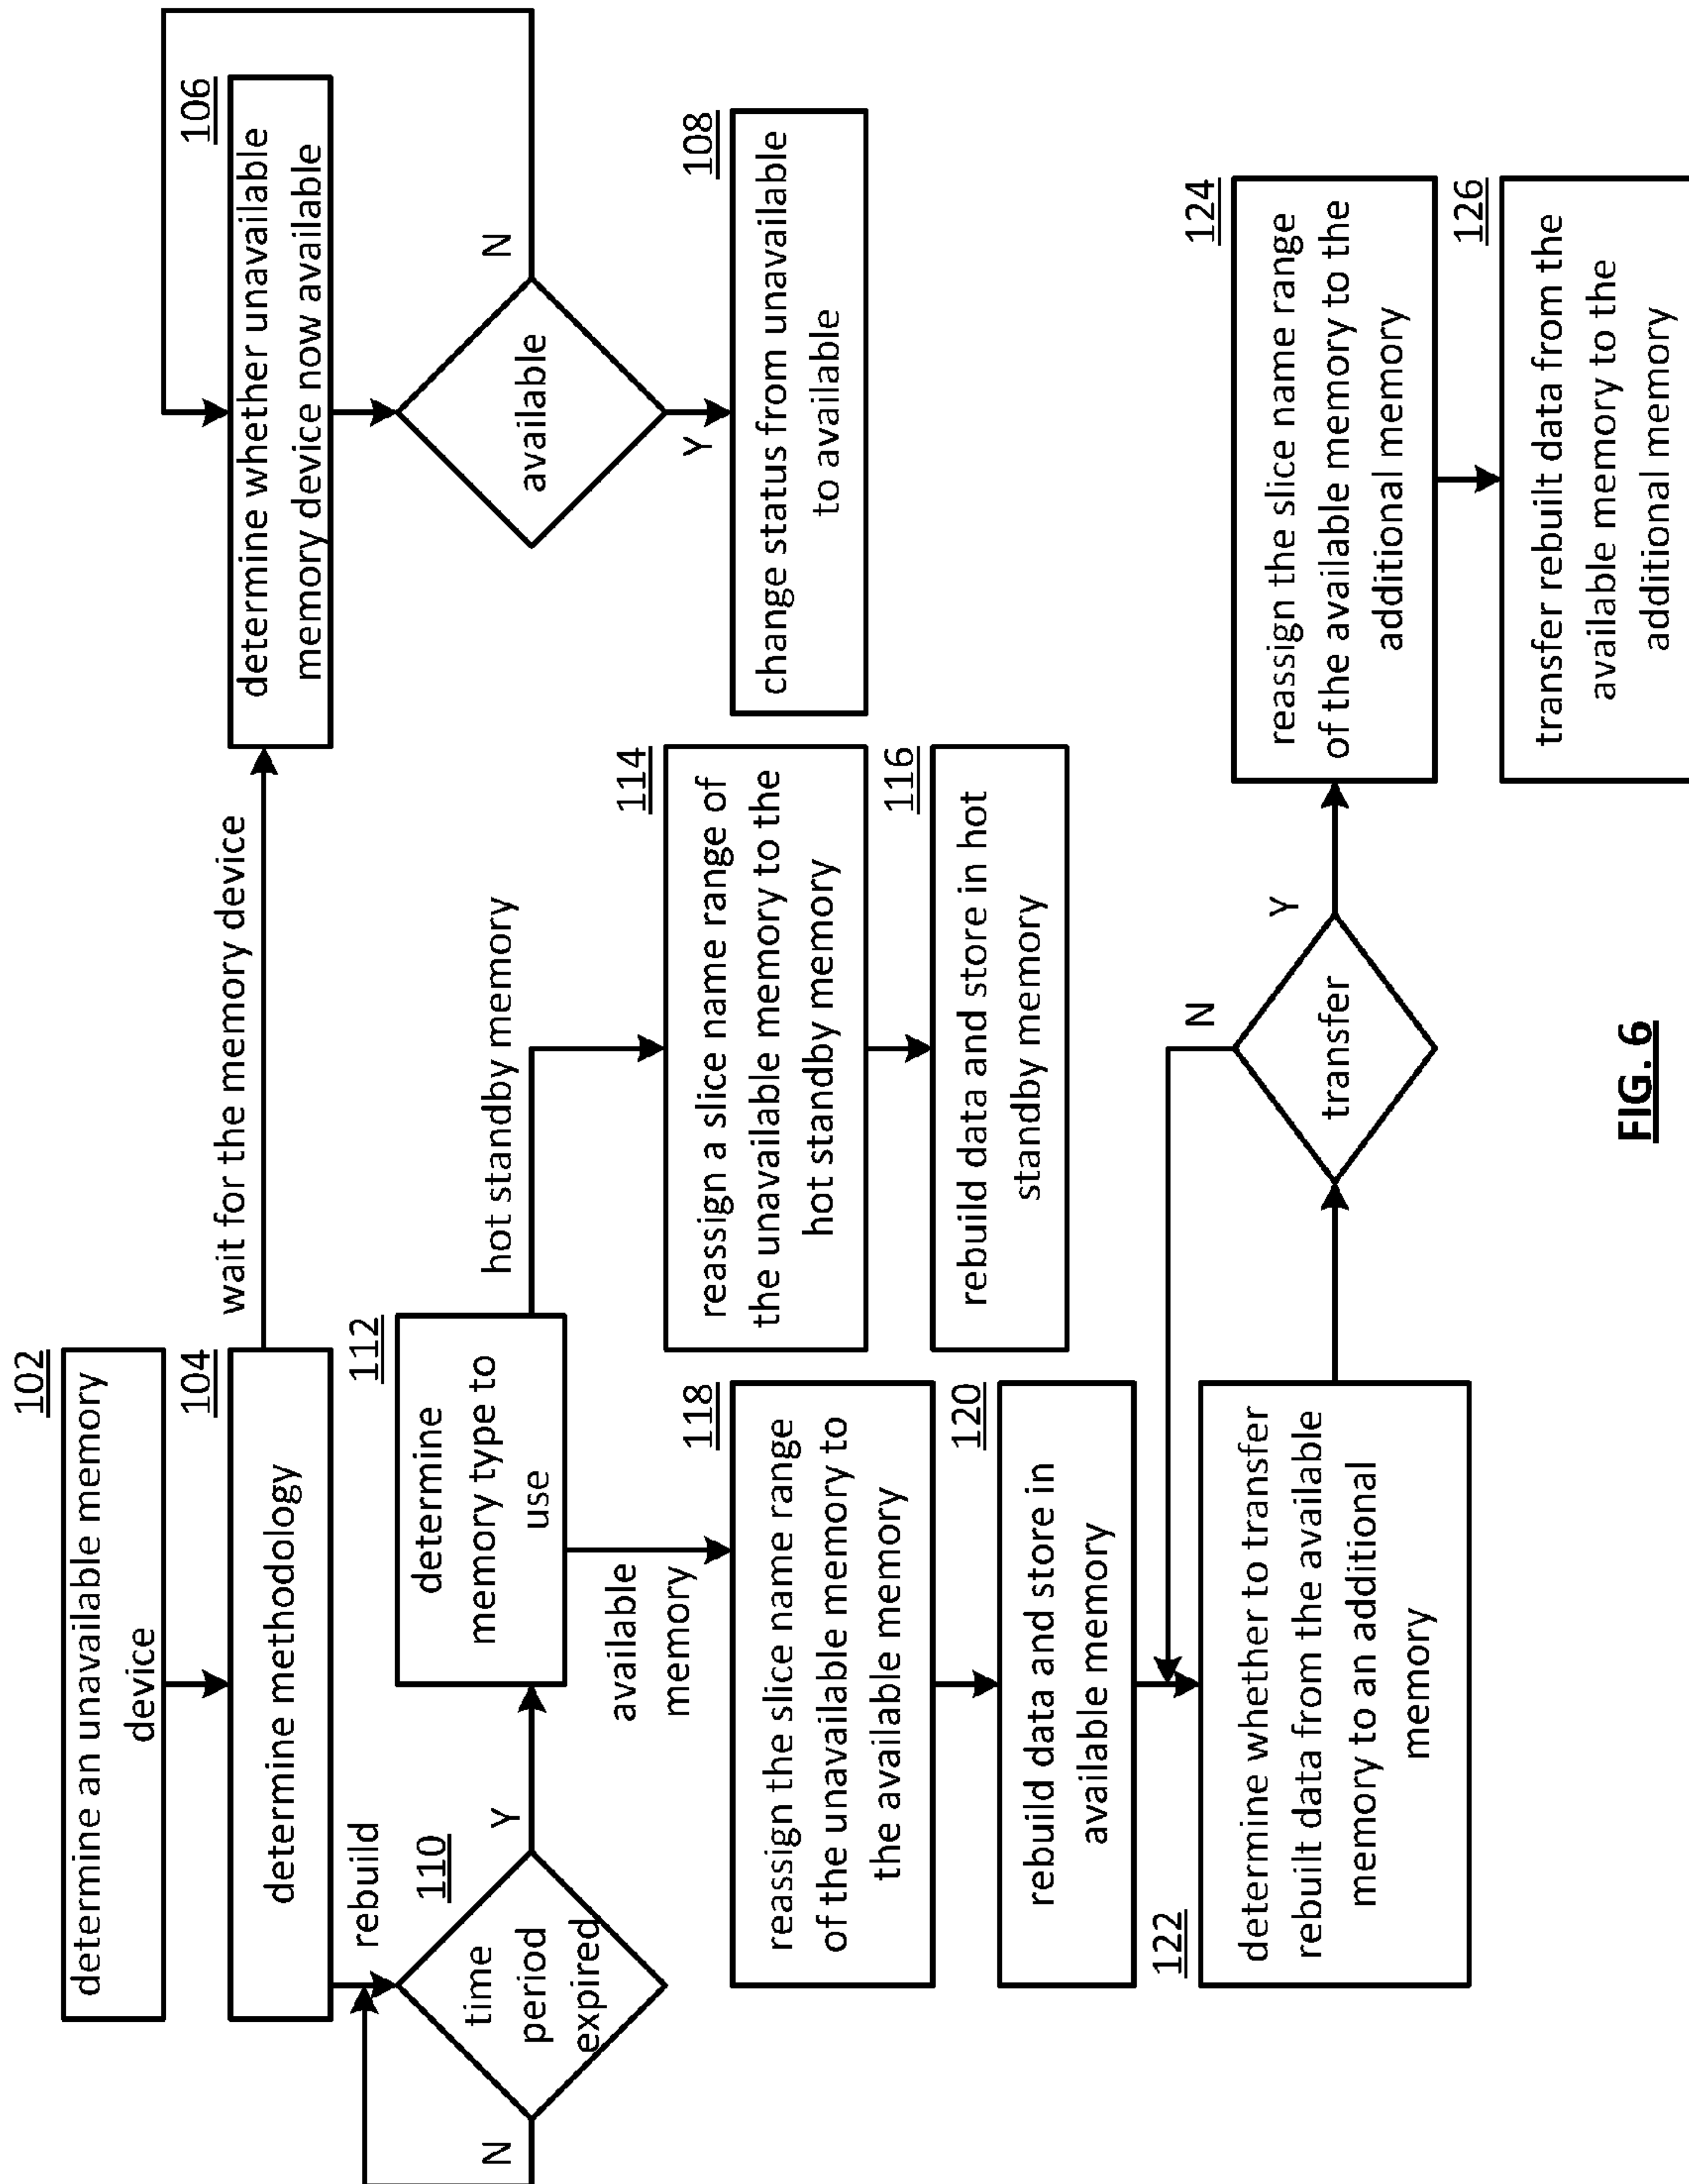 102
determine an unavailable memory
device
104
determine methodology
wait for the memory device
106
determine whether unavailable
memory device now available
available
N
Y
108
change status from unavailable
to available
rebuild
110
time
period
expired
N
Y
112
determine
memory type to
use
hot standby memory
114
reassign a slice name range of
the unavailable memory to the
hot standby memory
116
rebuild data and store in hot
standby memory
available
memory
118
reassign the slice name range
of the unavailable memory to
the available memory
120
rebuild data and store in
available memory
122
determine whether to transfer
rebuilt data from the available
memory to an additional
memory
transfer
N
Y
124
reassign the slice name range
of the available memory to the
additional memory
126
transfer rebuilt data from the
available memory to the
additional memory
FIG. 6